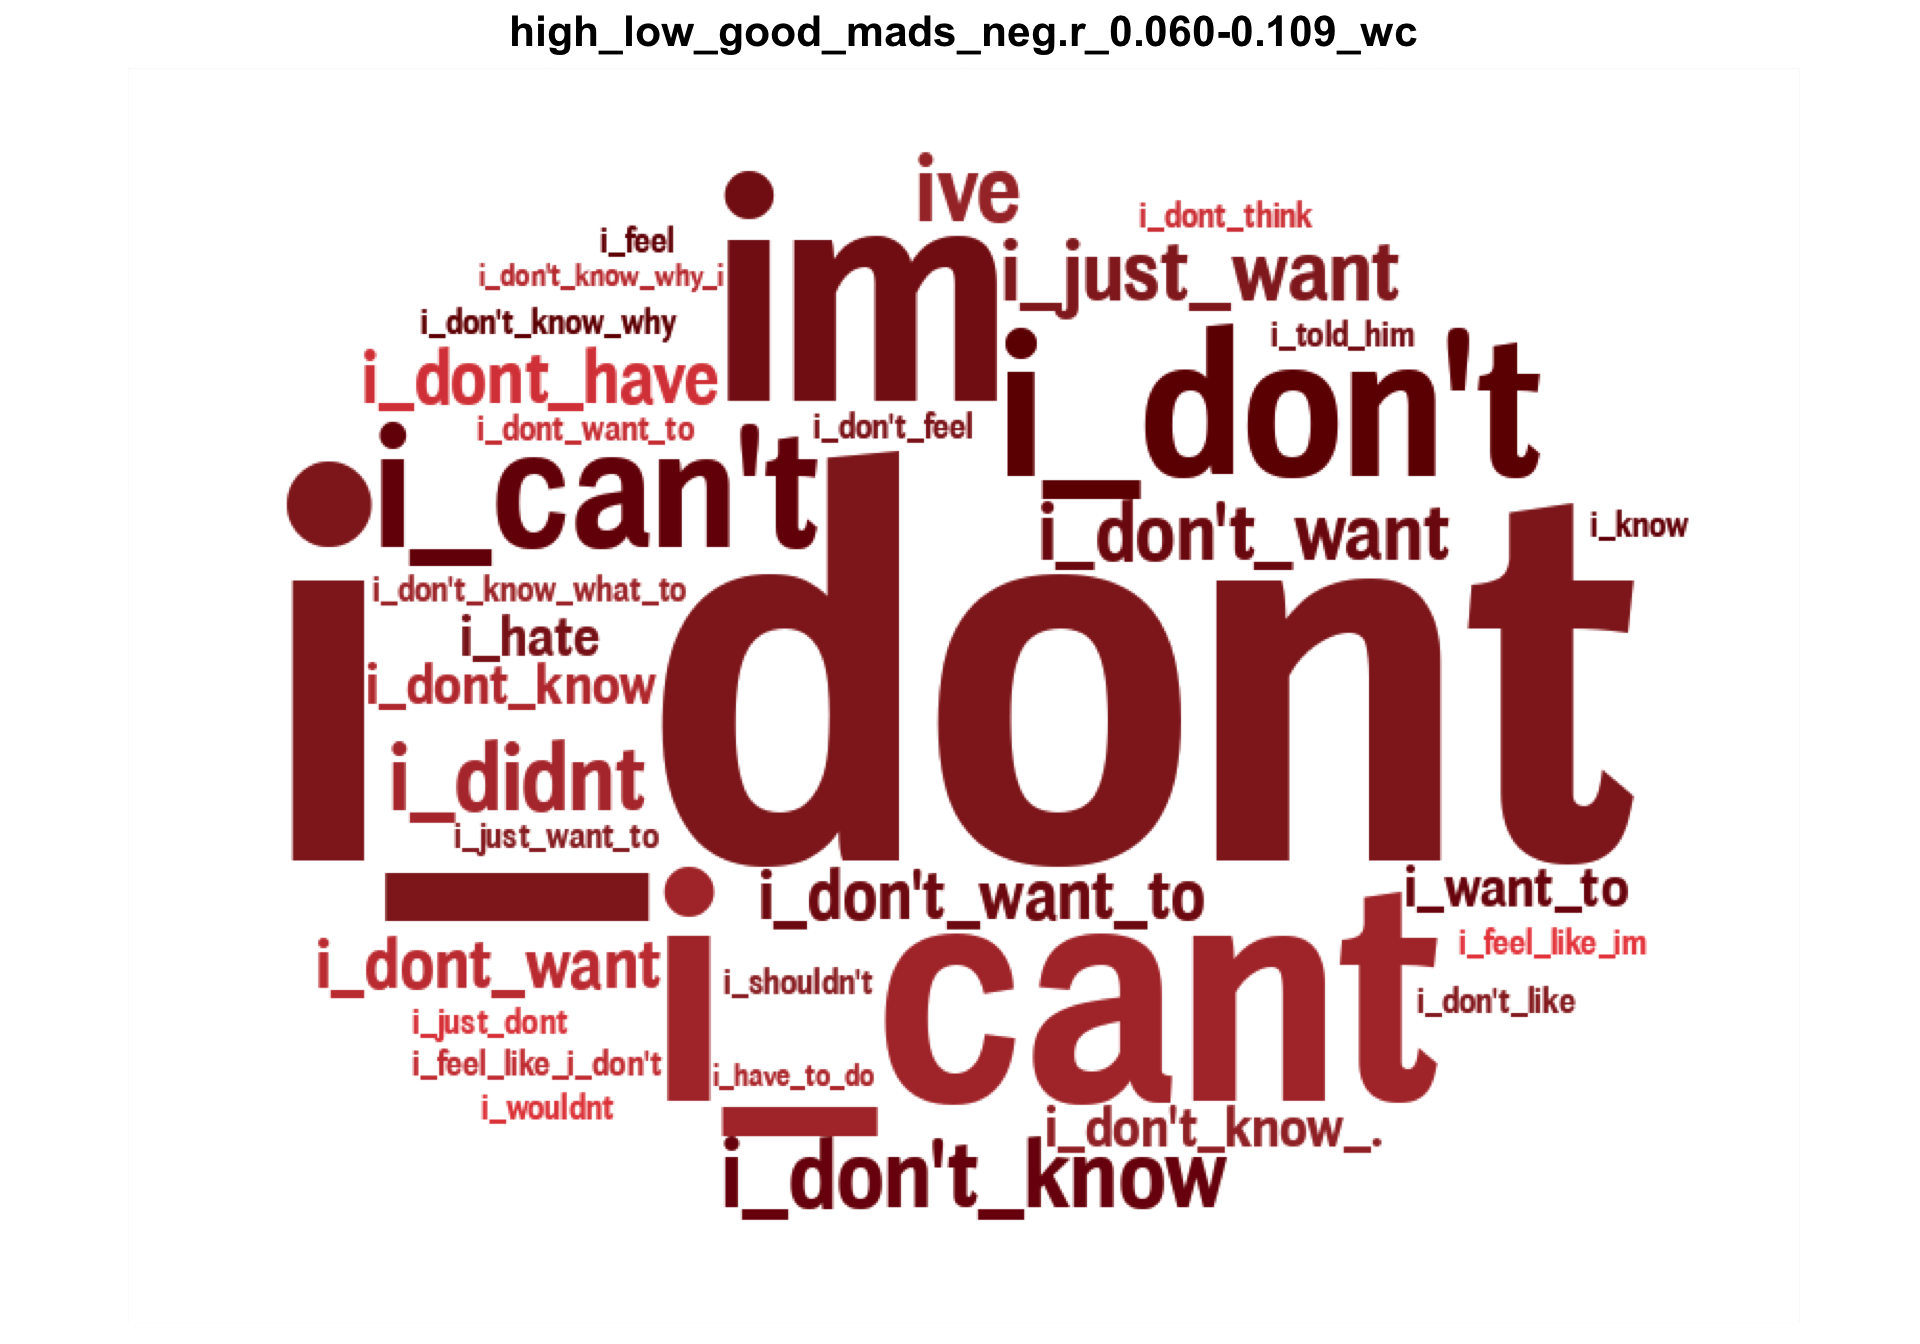 high_low_good_mads_neg.r_0.060-0.109_wc
ive
i_dont_think
im
i_feel
i_just_want
i_don't_know_why_i
i_don't_know_why
i_told_him
i_dont_have
i_don't
i_dont_want_to
i_don't_feel
i_can't
i_don't_want
i_know
i_don't_know_what_to
i_hate
i_dont_know
i_dont
i_didnt
i_just_want_to
i_don't_want_to
i_want_to
i_dont_want
i_feel_like_im
i_shouldn't
i_cant
i_don't_like
i_just_dont
i_feel_like_i_don't
i_have_to_do
i_wouldnt
i_don't_know_.
i_don't_know